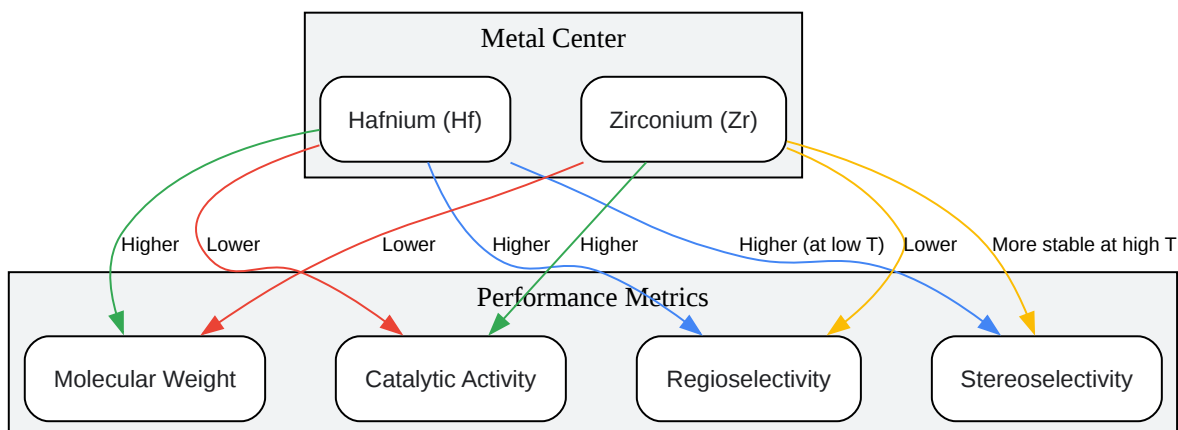 Metal Center
Hafnium (Hf)
Zirconium (Zr)
Higher
Lower
Lower
Higher
Higher
Higher (at low T)
Lower
More stable at high T
Performance Metrics
Molecular Weight
Catalytic Activity
Regioselectivity
Stereoselectivity